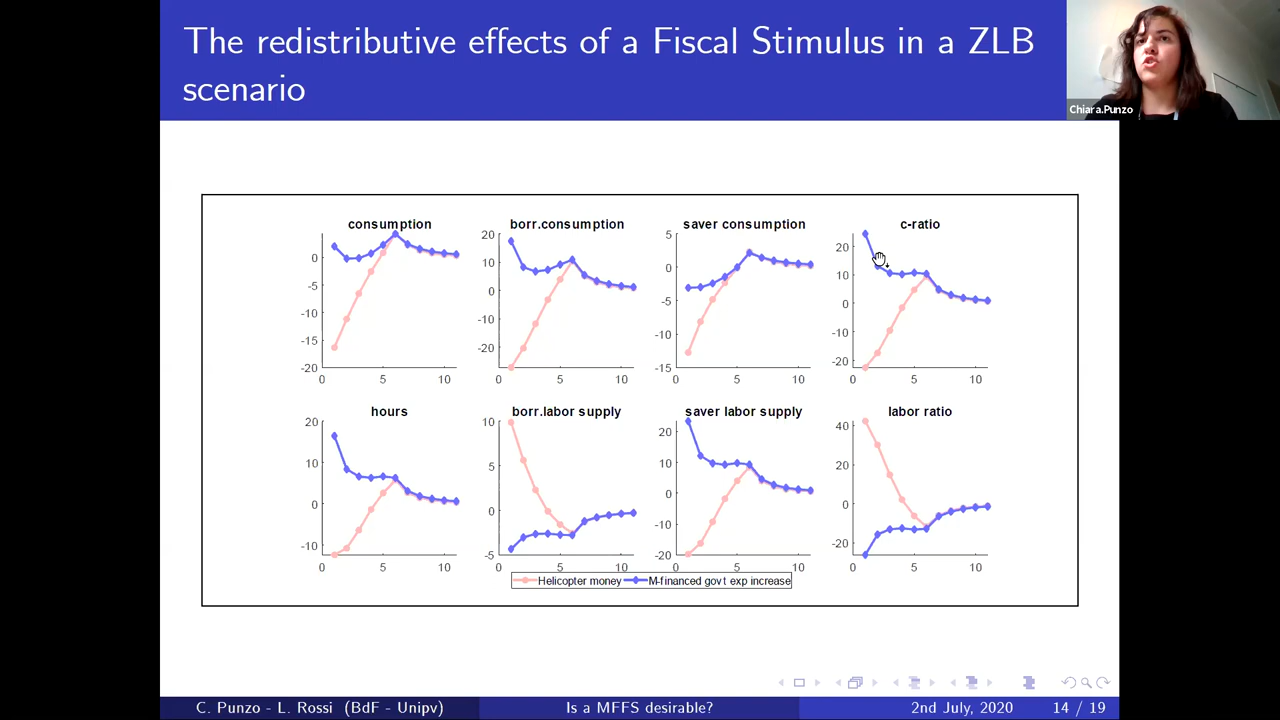 The redistributive effects of a Fiscal Stimulus in a ZLB
scenario
Chiara.Punzo
consumption
0
-5
-10
-15
-20
0 5 10
borr.consumption
20
10
0
-10
-20
0 5 10
saver consumption
5
0
-5
-10
-15
0 5 10
c-ratio
20
10
0
-10
-20
0 5 10
hours
20
10
0
-10
0 5 10
borr.labor supply
10
5
0
-5
0 5 10
saver labor supply
20
10
0
-10
-20
0 5 10
labor ratio
40
20
0
-20
0 5 10
Helicopter money M-financed govt exp increase
C. Punzo - L. Rossi (BdF - Unipv) Is a MFFS desirable? 2nd July, 2020 14 / 19